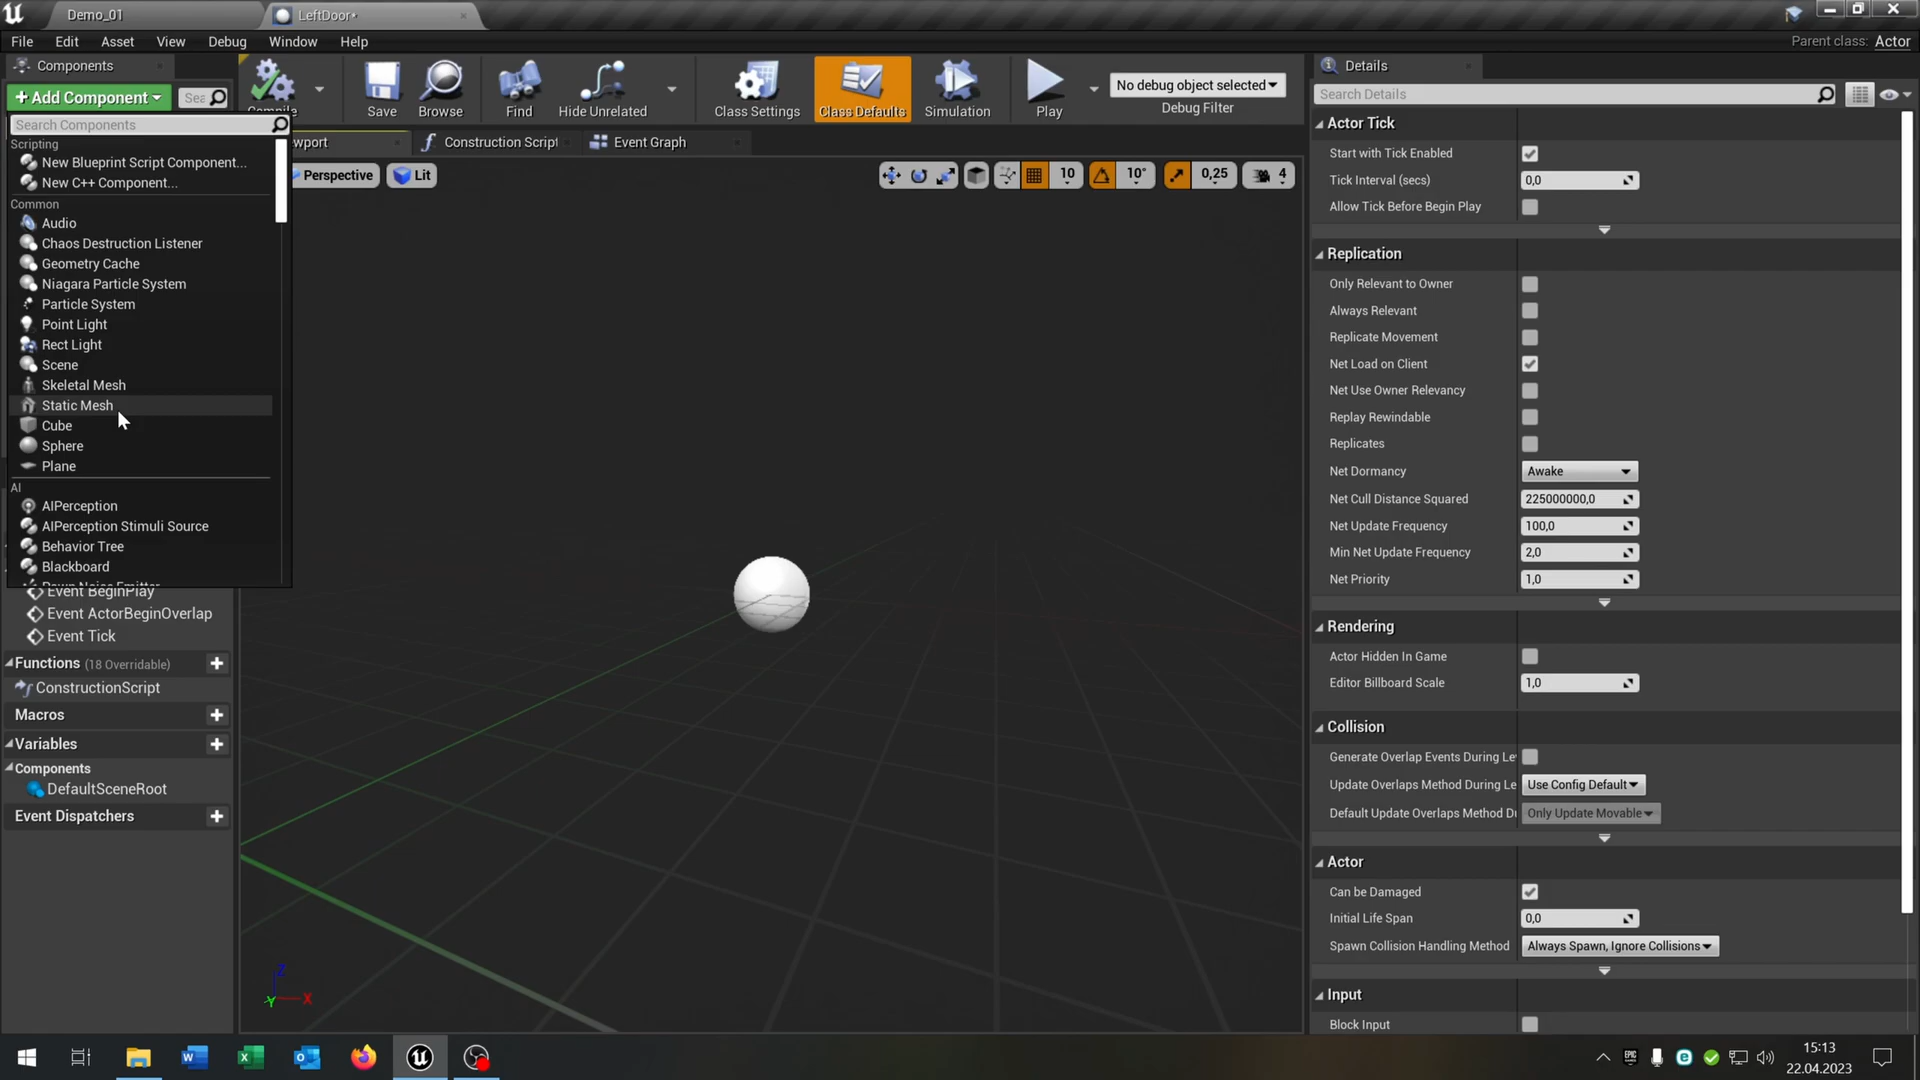 Demo_01
LeftDoor*
File Edit Asset View Debug Window Help
Parent class: Actor
Components
+Add Component
Sea
Search Components
Scripting
New Blueprint Script Component...
New C++ Component...
Common
Audio
Chaos Destruction Listener
Geometry Cache
Niagara Particle System
Particle System
Point Light
Rect Light
Scene
Skeletal Mesh
Static Mesh
Cube
Sphere
Plane
AI
AIPerception
AIPerception Stimuli Source
Behavior Tree
Blackboard
Pawn Noise Emitter
Event BeginPlay
Event ActorBeginOverlap
Event Tick
Functions (18 Overridable)
ConstructionScript
Macros
Variables
Components
DefaultSceneRoot
Event Dispatchers
Compile
Save
Browse
Find
Hide Unrelated
Class Settings
Class Defaults
Simulation
Play
No debug object selected
Debug Filter
wport
Construction Script
Event Graph
Perspective
Lit
10
10°
0,25
4
Z
Y
X
Details
Search Details
Actor Tick
Start with Tick Enabled
Tick Interval (secs) 0,0
Allow Tick Before Begin Play
Replication
Only Relevant to Owner
Always Relevant
Replicate Movement
Net Load on Client
Net Use Owner Relevancy
Replay Rewindable
Replicates
Net Dormancy Awake
Net Cull Distance Squared 225000000,0
Net Update Frequency 100,0
Min Net Update Frequency 2,0
Net Priority 1,0
Rendering
Actor Hidden In Game
Editor Billboard Scale 1,0
Collision
Generate Overlap Events During Le
Update Overlaps Method During Le Use Config Default
Default Update Overlaps Method Du Only Update Movable
Actor
Can be Damaged
Initial Life Span 0,0
Spawn Collision Handling Method Always Spawn, Ignore Collisions
Input
Block Input
15:13
22.04.2023